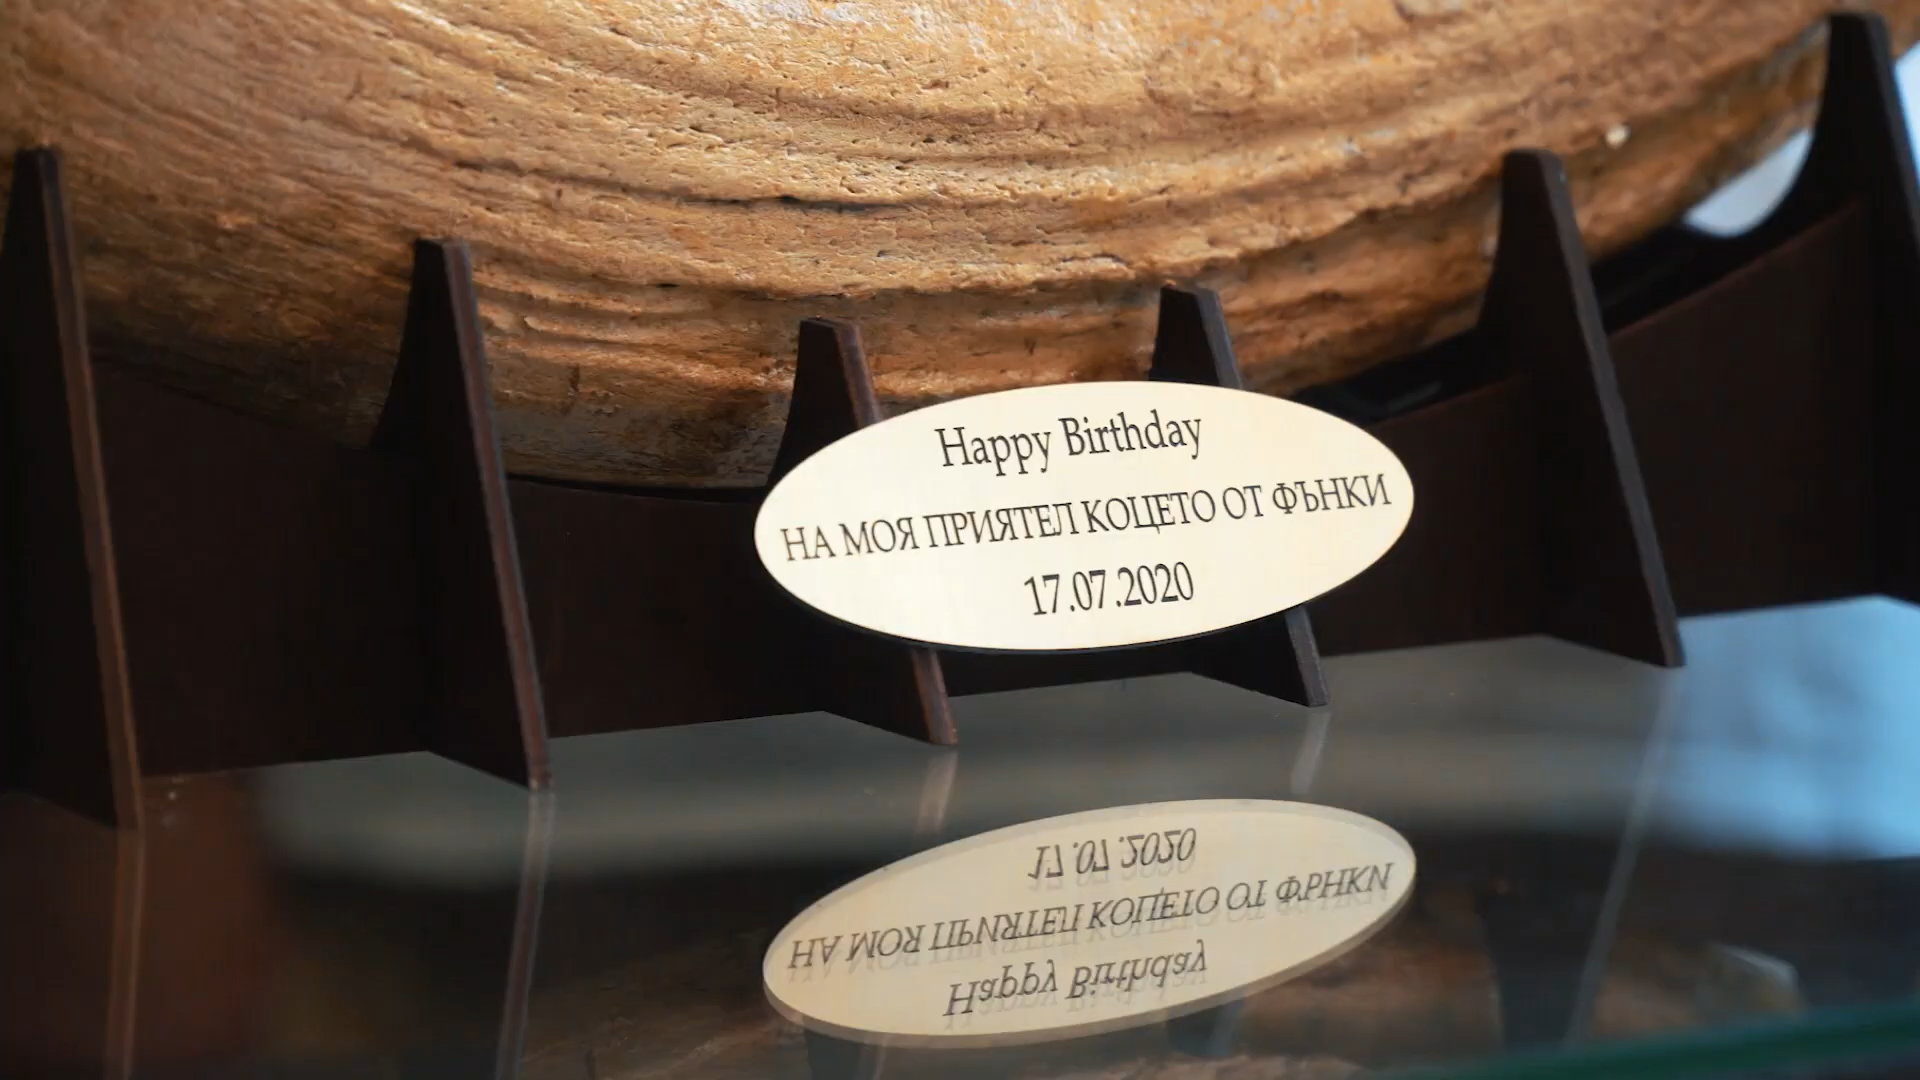 Happy Birthday
НА МОЯ ПРИЯТЕЛ КОЦЕТО ОТ ФЪНКИ
17.07.2020